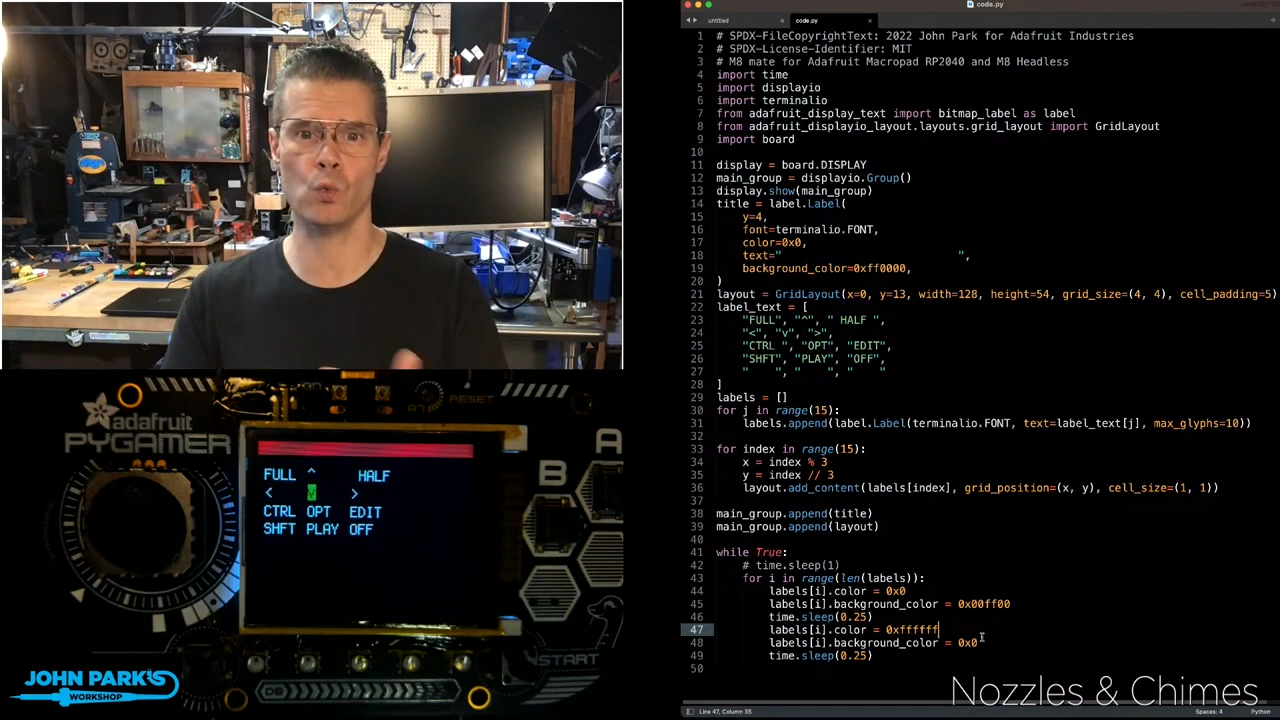 code.py
untitled
code.py
1 # SPDX-FileCopyrightText: 2022 John Park for Adafruit Industries
2 # SPDX-License-Identifier: MIT
3 # M8 mate for Adafruit Macropad RP2040 and M8 Headless
4 import time
5 import displayio
6 import terminalio
7 from adafruit_display_text import bitmap_label as label
8 from adafruit_displayio_layout.layouts.grid_layout import GridLayout
9 import board
10
11 display = board.DISPLAY
12 main_group = displayio.Group()
13 display.show(main_group)
14 title = label.Label(
15 y=4,
16 font=terminalio.FONT,
17 color=0x0,
18 text="                           ",
19 background_color=0xff0000,
20 )
21 layout = GridLayout(x=0, y=13, width=128, height=54, grid_size=(4, 4), cell_padding=5)
22 label_text = [
23 "FULL", "^", " HALF ",
24 "<", "v", ">",
25 "CTRL ", "OPT", "EDIT",
26 "SHFT", "PLAY", "OFF",
27 "    ", "    ", "    "
28 ]
29 labels = []
30 for j in range(15):
31 labels.append(label.Label(terminalio.FONT, text=label_text[j], max_glyphs=10))
32
33 for index in range(15):
34 x = index % 3
35 y = index // 3
36 layout.add_content(labels[index], grid_position=(x, y), cell_size=(1, 1))
37
38 main_group.append(title)
39 main_group.append(layout)
40
41 while True:
42 # time.sleep(1)
43 for i in range(len(labels)):
44 labels[i].color = 0x0
45 labels[i].background_color = 0x00ff00
46 time.sleep(0.25)
47 labels[i].color = 0xffffff
48 labels[i].background_color = 0x0
49 time.sleep(0.25)
50
Line 47, Column 35
Spaces: 4
Python
Nozzles & Chimes
adafruit
PYGAMER
RESET
A
B
START
FULL ^ HALF
< v >
CTRL OPT EDIT
SHFT PLAY OFF
JOHN PARK'S
WORKSHOP